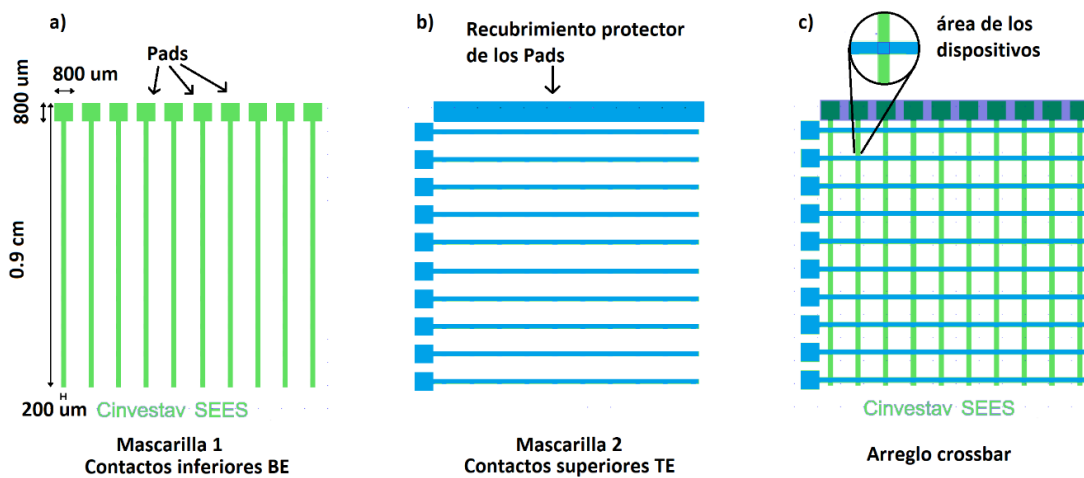 a)
Pads
800 um
800 um
0.9 cm
200 um
Cinvestav SEES
Mascarilla 1
Contactos inferiores BE
b)
Recubrimiento protector
de los Pads
Mascarilla 2
Contactos superiores TE
c)
área de los
dispositivos
Cinvestav SEES
Arreglo crossbar